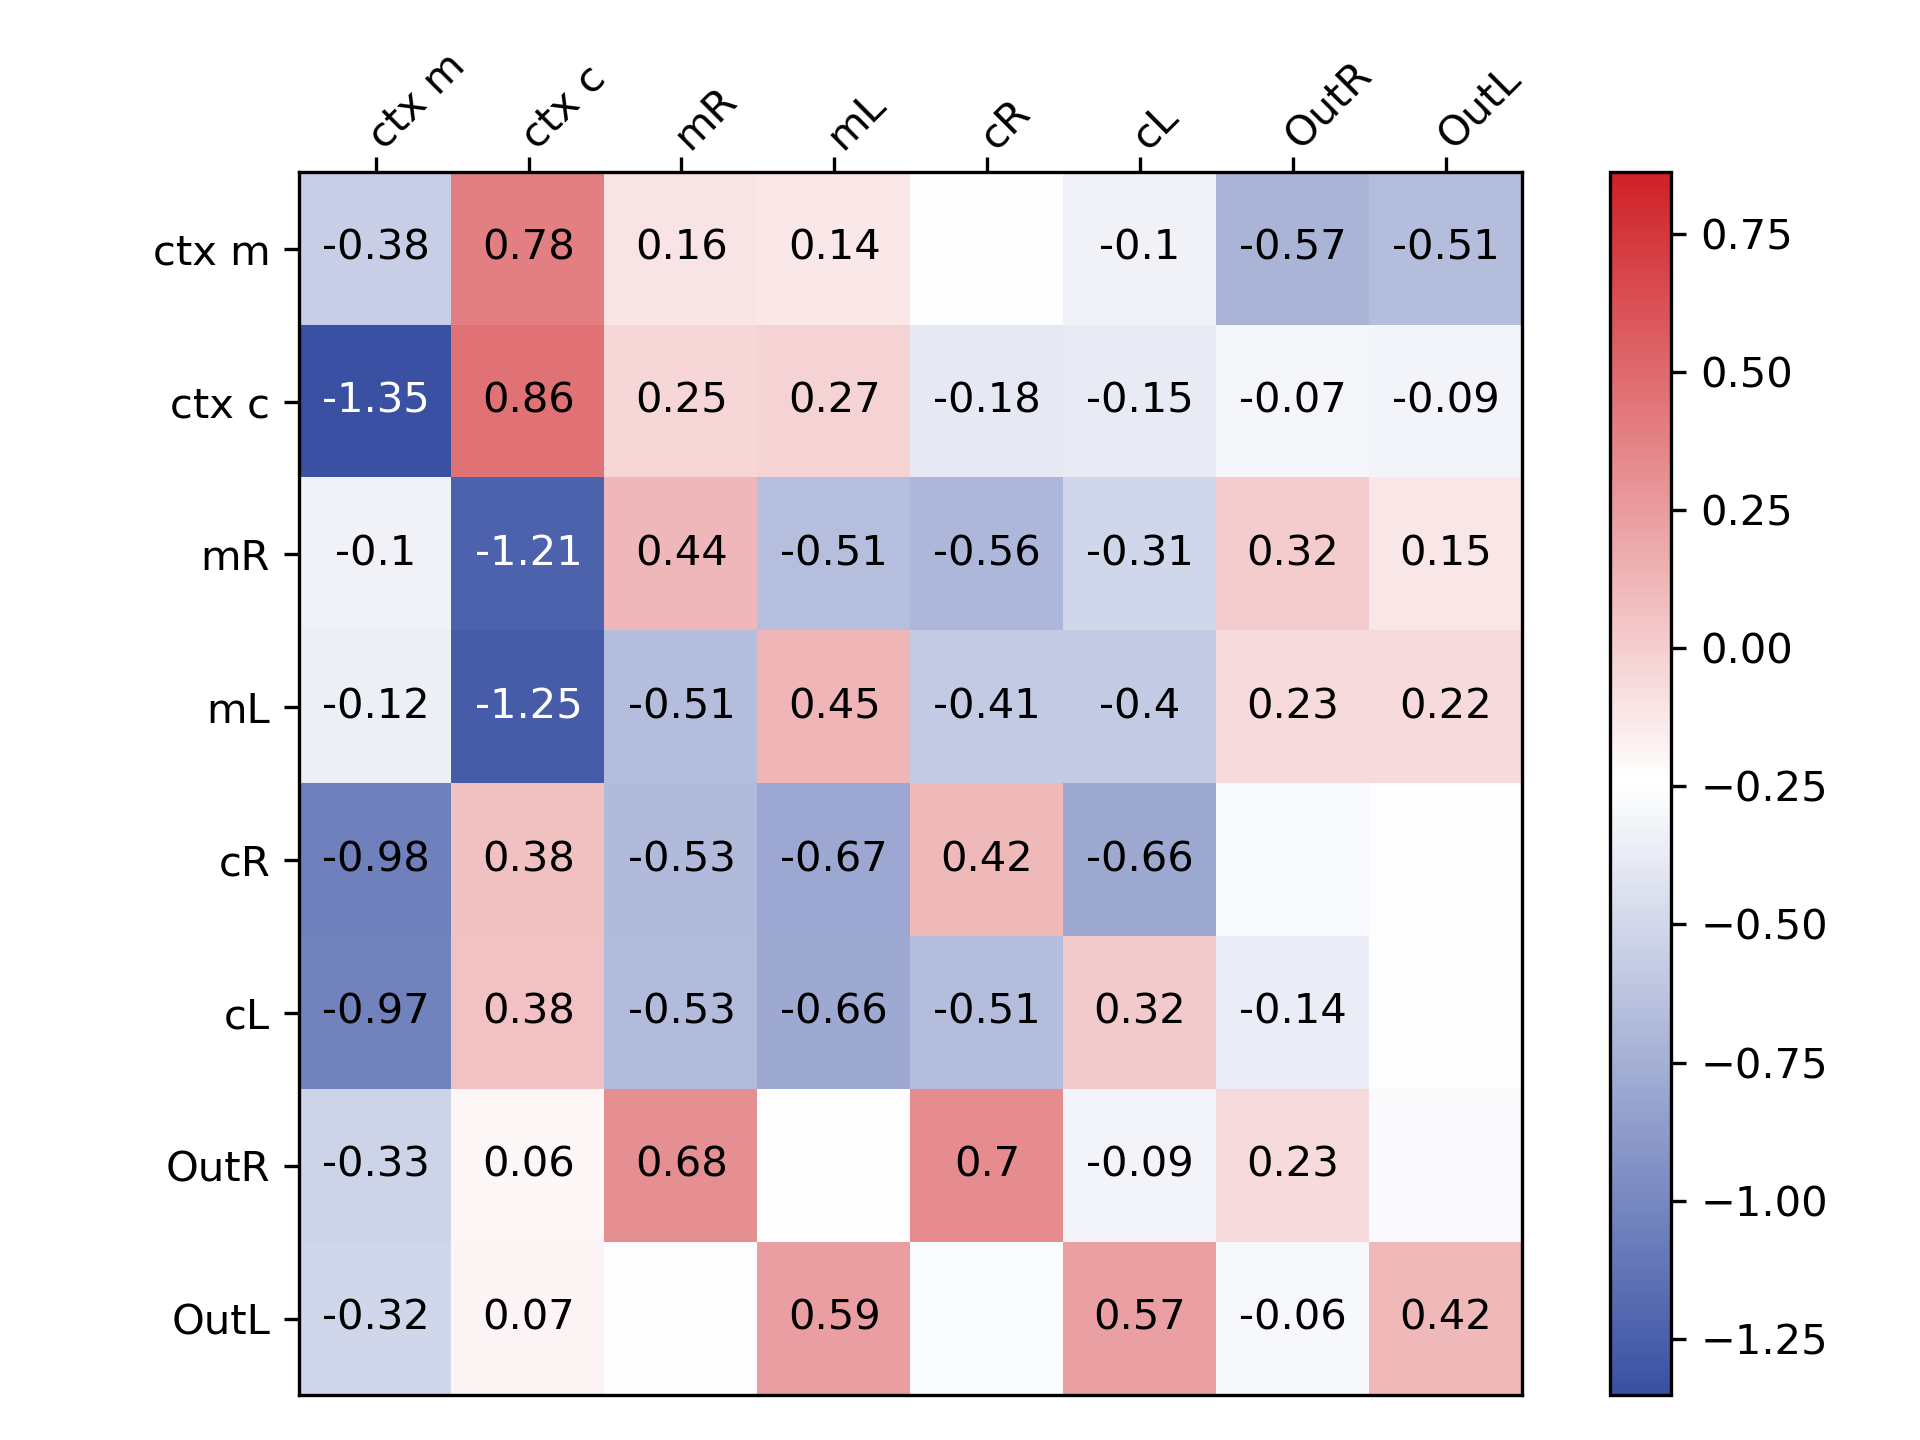 ctx m ctx c mR mL cR cL OutR OutL
ctx m -0.38 0.78 0.16 0.14 -0.1 -0.57 -0.51
ctx c -1.35 0.86 0.25 0.27 -0.18 -0.15 -0.07 -0.09
mR -0.1 -1.21 0.44 -0.51 -0.56 -0.31 0.32 0.15
mL -0.12 -1.25 -0.51 0.45 -0.41 -0.4 0.23 0.22
cR -0.98 0.38 -0.53 -0.67 0.42 -0.66
cL -0.97 0.38 -0.53 -0.66 -0.51 0.32 -0.14
OutR -0.33 0.06 0.68 0.7 -0.09 0.23
OutL -0.32 0.07 0.59 0.57 -0.06 0.42
0.75
0.50
0.25
0.00
−0.25
−0.50
−0.75
−1.00
−1.25